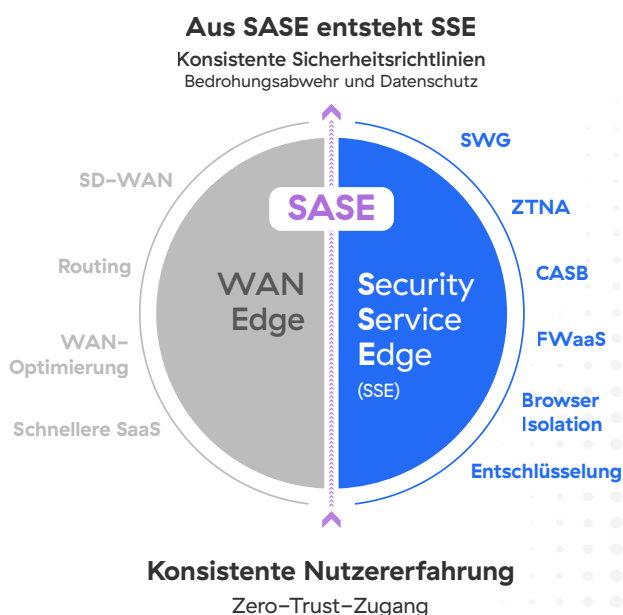 Aus SASE entsteht SSE
Konsistente Sicherheitsrichtlinien
Bedrohungsabwehr und Datenschutz
SD-WAN
Routing
WAN-
Optimierung
Schnellere SaaS
SASE
WAN
Edge
Security
Service
Edge
(SSE)
SWG
ZTNA
CASB
FWaaS
Browser
Isolation
Entschlüsselung
Konsistente Nutzererfahrung
Zero-Trust-Zugang